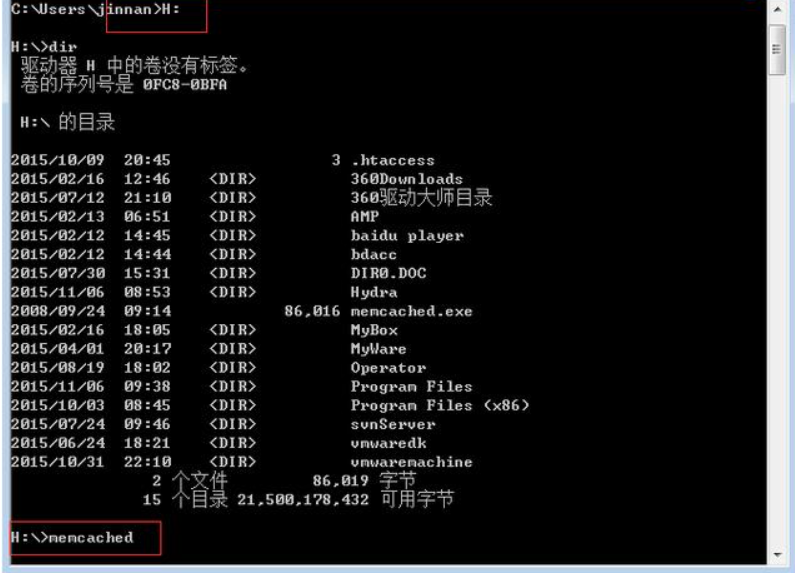 C:\Users\jinnan>H:
H:\>dir
驱动器 H 中的卷没有标签。
卷的序列号是 0FC8-0BFA
H:\ 的目录
2015/10/09  20:45                 3 .htaccess
2015/02/16  12:46    <DIR>          360Downloads
2015/07/12  21:10    <DIR>          360驱动大师目录
2015/02/13  06:51    <DIR>          AMP
2015/02/12  14:45    <DIR>          baidu player
2015/02/12  14:44    <DIR>          bdacc
2015/07/30  15:31    <DIR>          DIR0.DOC
2015/11/06  08:53    <DIR>          Hydra
2008/09/24  09:14            86,016 memcached.exe
2015/02/16  18:05    <DIR>          MyBox
2015/04/01  20:17    <DIR>          MyWare
2015/08/19  18:02    <DIR>          Operator
2015/11/06  09:38    <DIR>          Program Files
2015/10/03  08:45    <DIR>          Program Files (x86)
2015/07/24  09:46    <DIR>          svnServer
2015/06/24  18:21    <DIR>          vmwaredk
2015/10/31  22:10    <DIR>          vmwaremachine
2 个文件         86,019 字节
15 个目录 21,500,178,432 可用字节
H:\>memcached